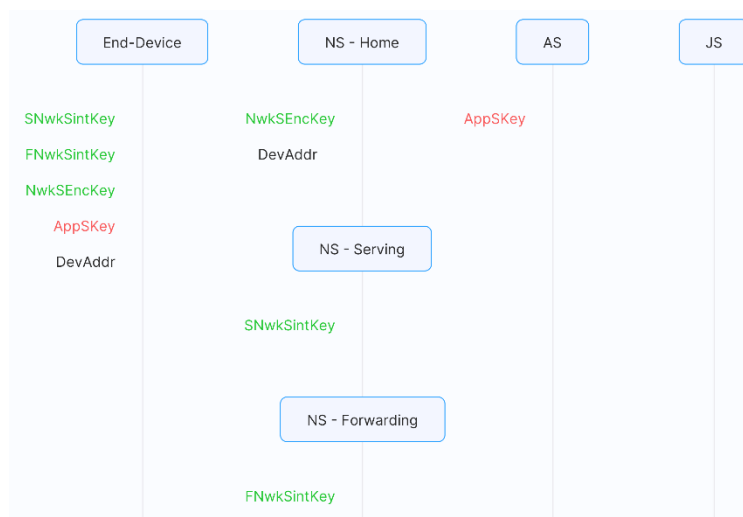 End-Device
NS - Home
AS
JS
SNwkSintKey
NwkSEncKey
AppSKey
FNwkSintKey
DevAddr
NwkSEncKey
AppSKey
NS - Serving
DevAddr
SNwkSintKey
NS - Forwarding
FNwkSintKey